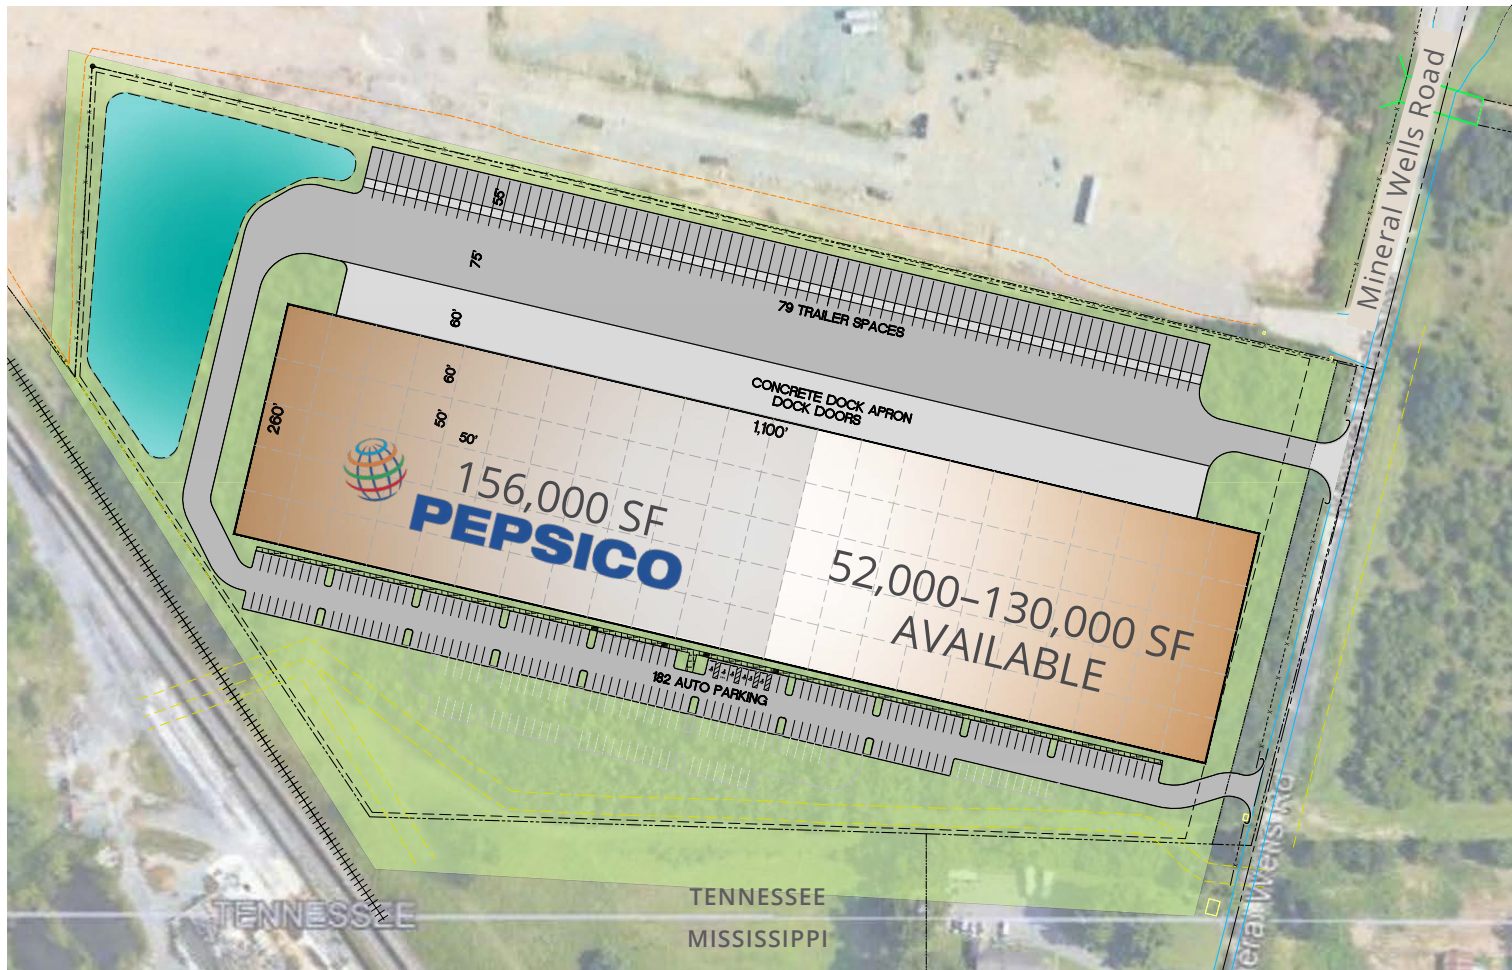 Mineral Wells Road
55'
75'
79 TRAILER SPACES
60'
CONCRETE DOCK APRON
DOCK DOORS
60'
1,100'
260'
50'
50'
156,000 SF
PEPSICO
52,000–130,000 SF
AVAILABLE
182 AUTO PARKING
TENNESSEE
TENNESSEE
MISSISSIPPI